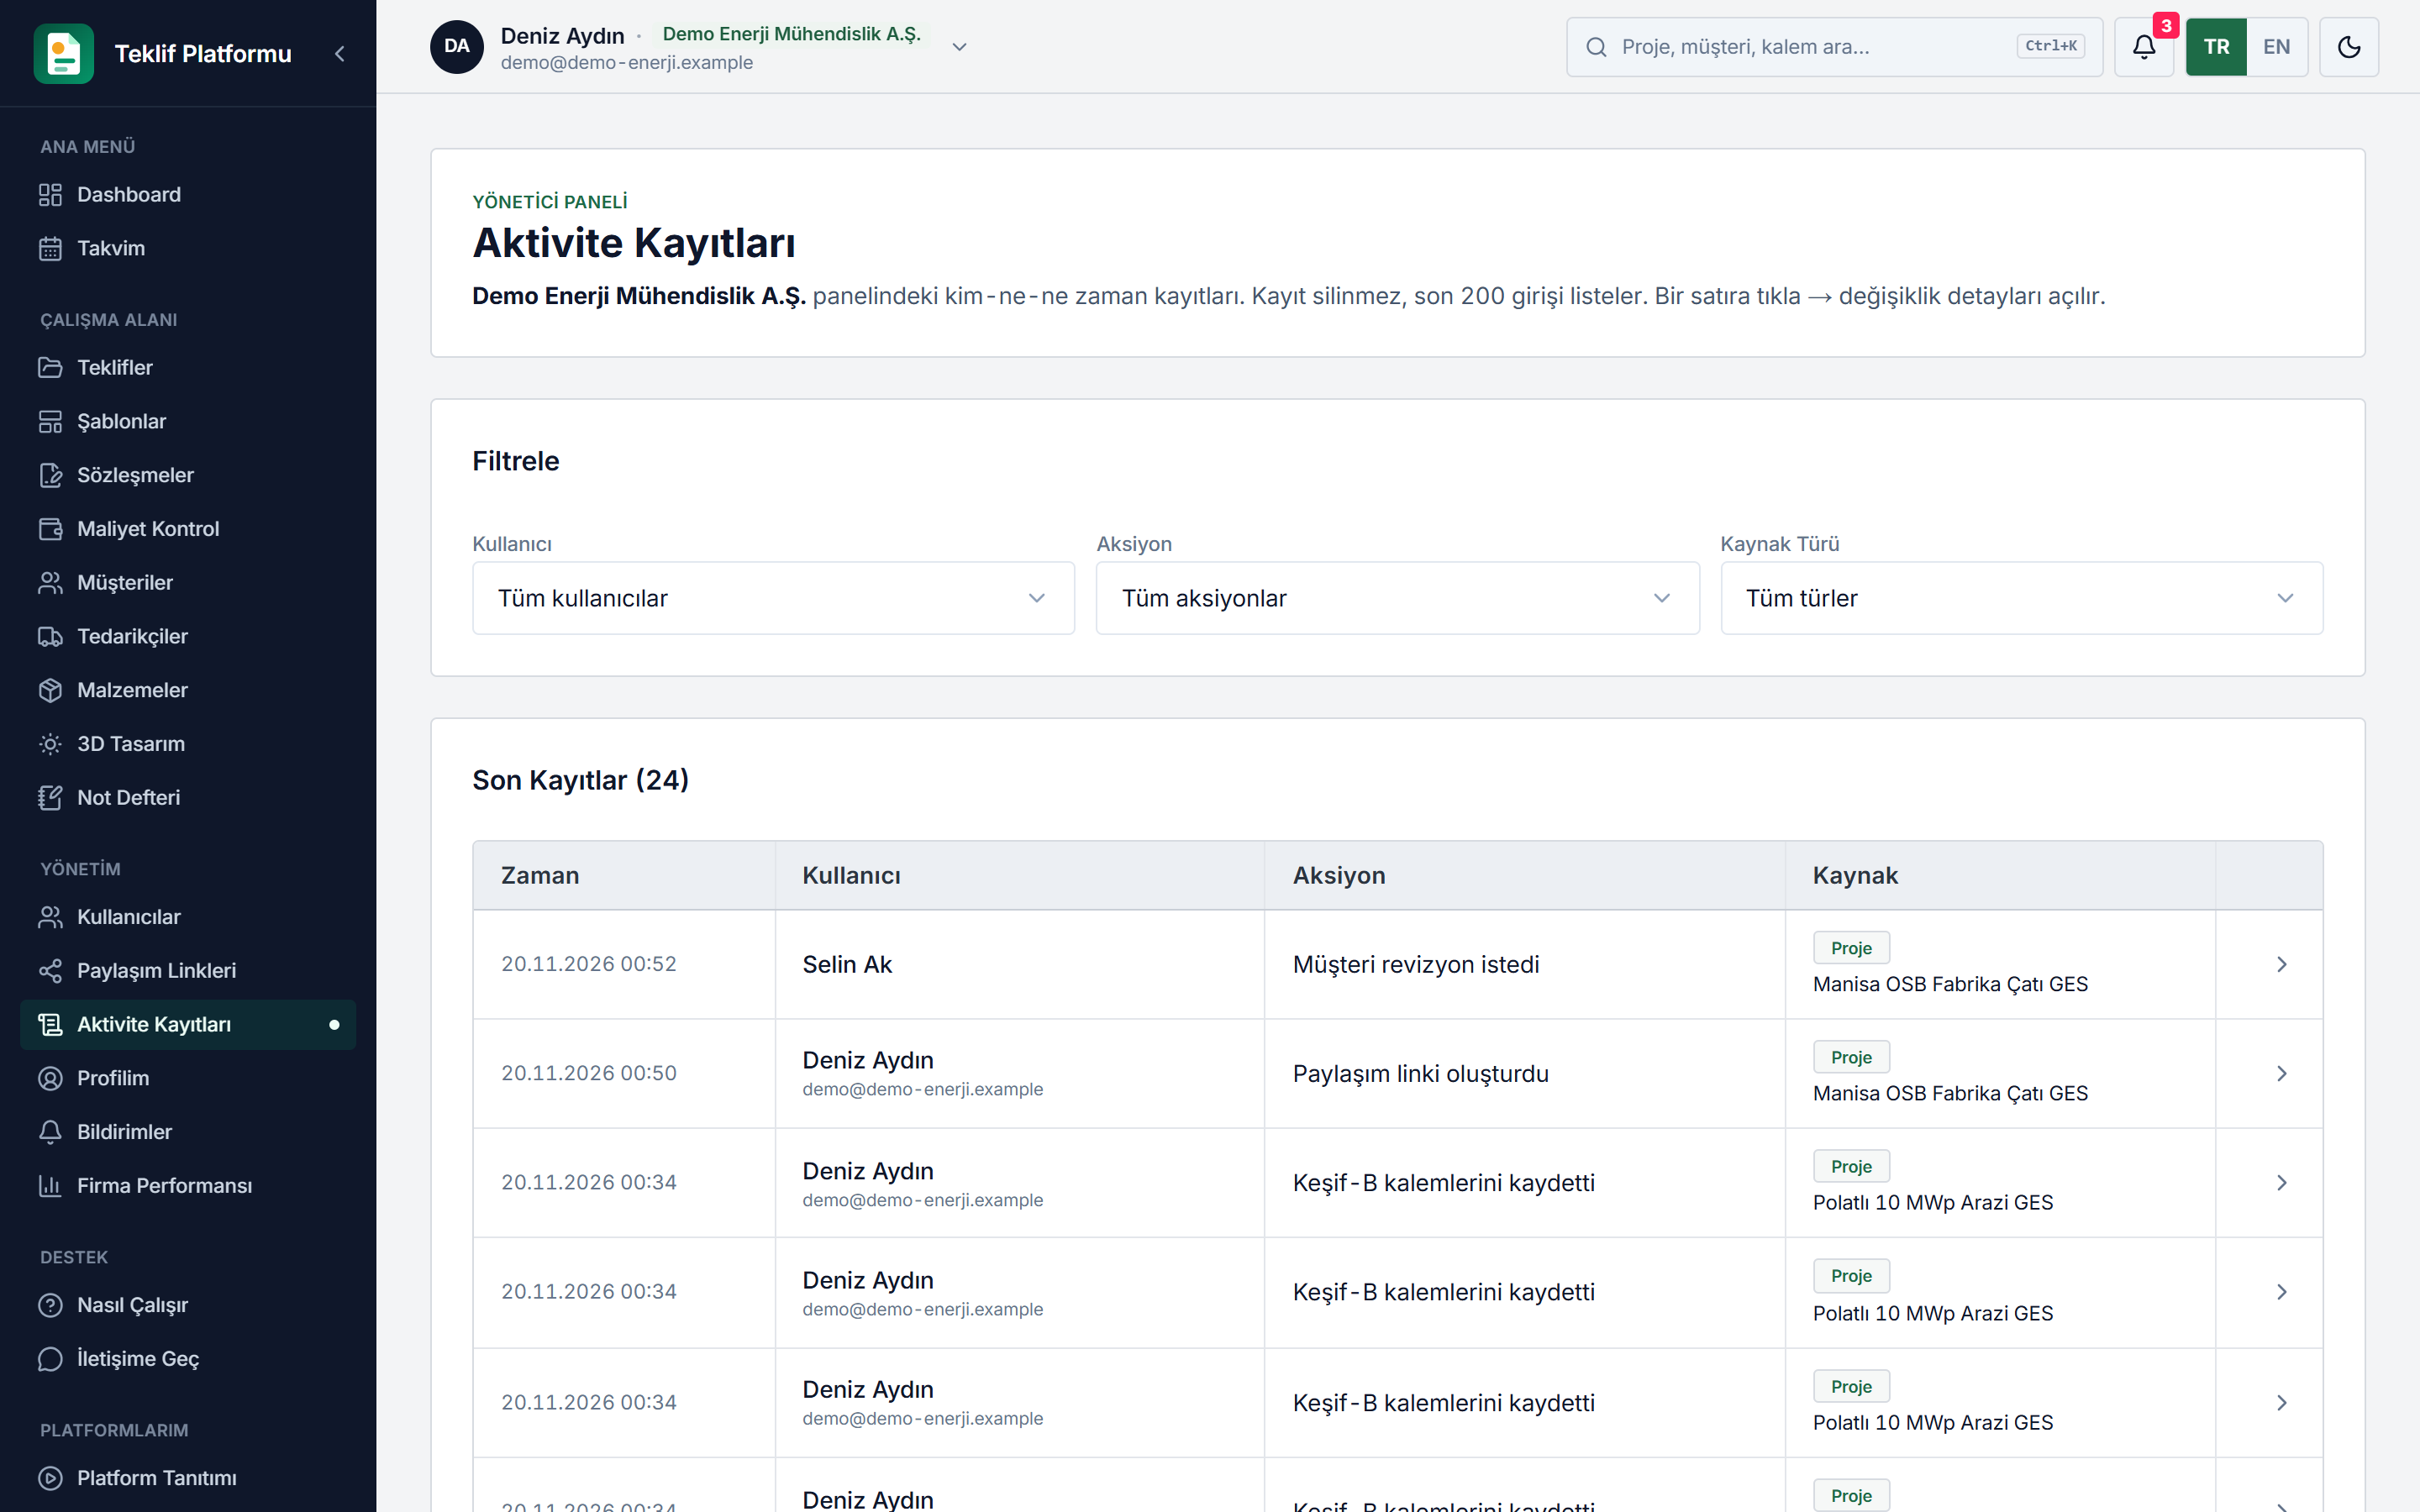 Teklif Platformu
ANA MENÜ
Dashboard
Takvim
ÇALIŞMA ALANI
Teklifler
Şablonlar
Sözleşmeler
Maliyet Kontrol
Müşteriler
Tedarikçiler
Malzemeler
3D Tasarım
Not Defteri
YÖNETİM
Kullanıcılar
Paylaşım Linkleri
Aktivite Kayıtları
Profilim
Bildirimler
Firma Performansı
DESTEK
Nasıl Çalışır
İletişime Geç
PLATFORMLARIM
Platform Tanıtımı
DA
Deniz Aydın · Demo Enerji Mühendislik A.Ş.
demo@demo-enerji.example
Proje, müşteri, kalem ara...
Ctrl+K
3
TR
EN
YÖNETİCİ PANELİ
Aktivite Kayıtları
Demo Enerji Mühendislik A.Ş. panelindeki kim-ne-ne zaman kayıtları. Kayıt silinmez, son 200 girişi listeler. Bir satıra tıkla → değişiklik detayları açılır.
Filtrele
Kullanıcı
Tüm kullanıcılar
Aksiyon
Tüm aksiyonlar
Kaynak Türü
Tüm türler
Son Kayıtlar (24)
Zaman Kullanıcı Aksiyon Kaynak
20.11.2026 00:52
Selin Ak
Müşteri revizyon istedi
Proje
Manisa OSB Fabrika Çatı GES
20.11.2026 00:50
Deniz Aydın
demo@demo-enerji.example
Paylaşım linki oluşturdu
Proje
Manisa OSB Fabrika Çatı GES
20.11.2026 00:34
Deniz Aydın
demo@demo-enerji.example
Keşif-B kalemlerini kaydetti
Proje
Polatlı 10 MWp Arazi GES
20.11.2026 00:34
Deniz Aydın
demo@demo-enerji.example
Keşif-B kalemlerini kaydetti
Proje
Polatlı 10 MWp Arazi GES
20.11.2026 00:34
Deniz Aydın
demo@demo-enerji.example
Keşif-B kalemlerini kaydetti
Proje
Polatlı 10 MWp Arazi GES
20.11.2026 00:34
Deniz Aydın
Keşif-B kalemlerini kaydetti
Proje